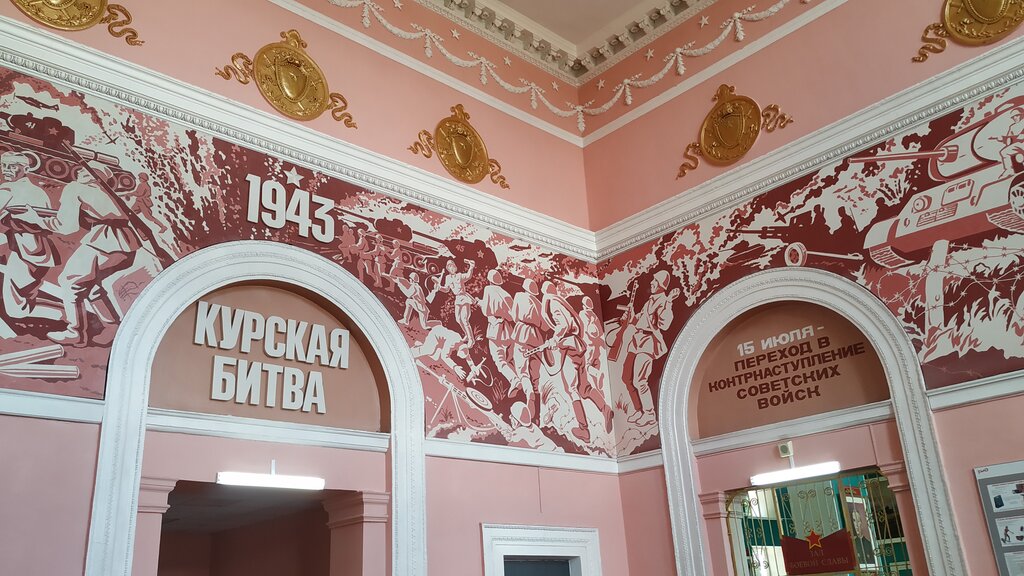 1943
КУРСКАЯ
БИТВА
15 ИЮЛЯ -
ПЕРЕХОД В
КОНТРНАСТУПЛЕНИЕ
СОВЕТСКИХ
ВОЙСК
ЗАЛ
БОЕВОЙ СЛАВЫ